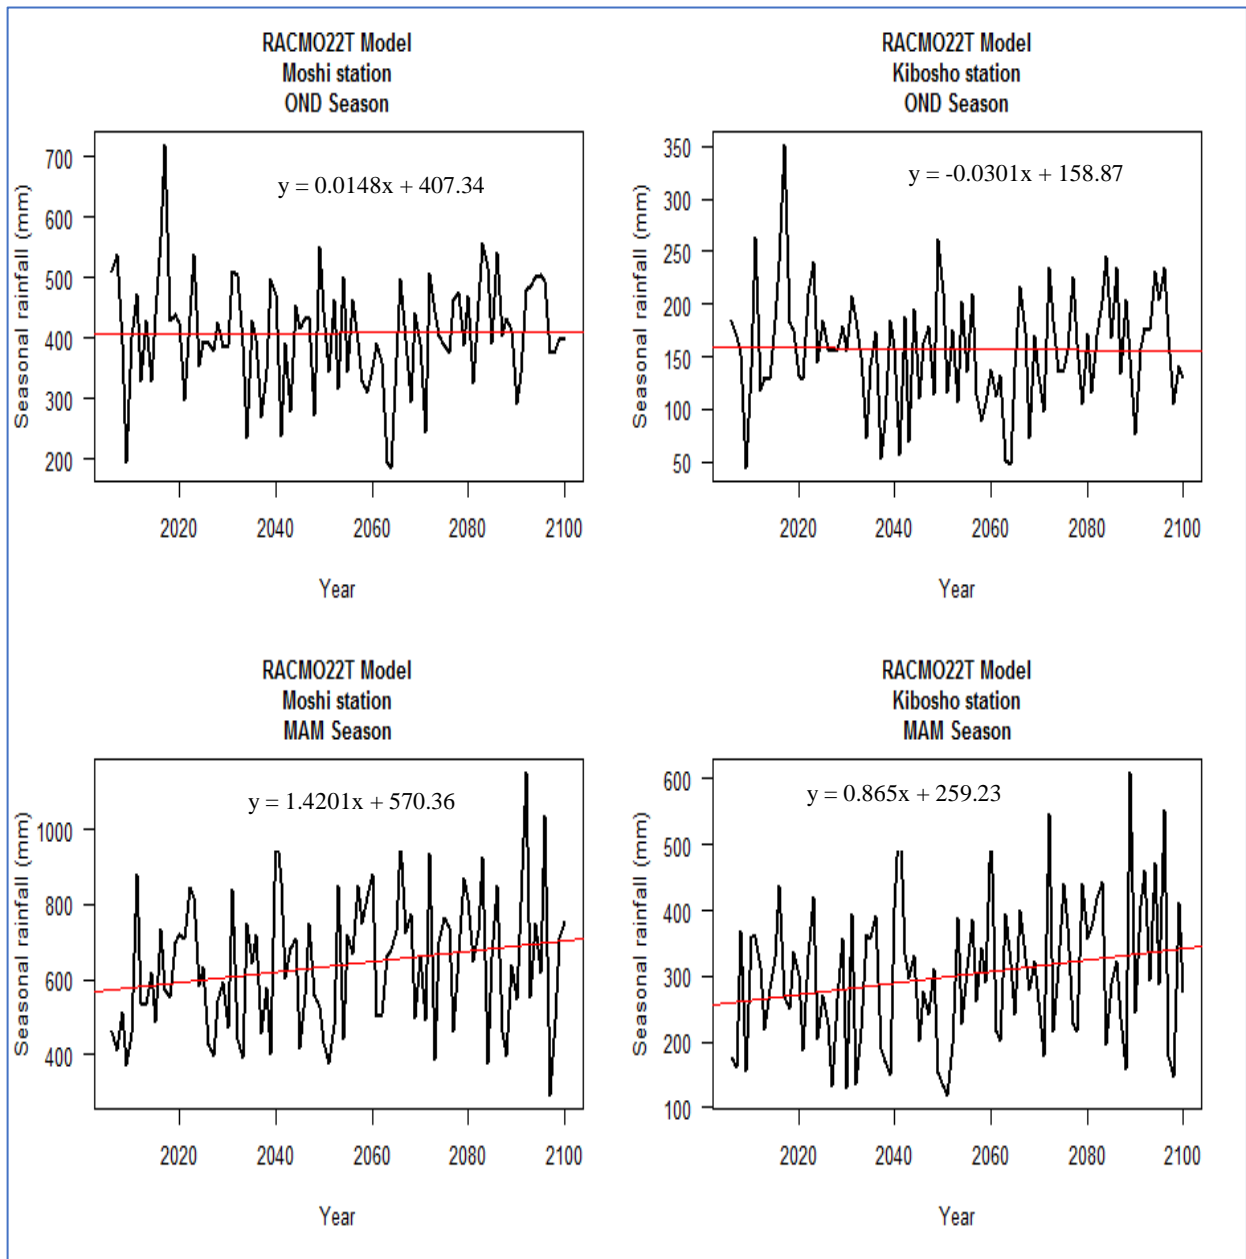 RACMO22T Model
Moshi station
OND Season
y = 0.0148x + 407.34
Seasonal rainfall (mm)
700
600
500
400
300
200
2020
2040
2060
2080
2100
Year
RACMO22T Model
Kibosho station
OND Season
y = -0.0301x + 158.87
Seasonal rainfall (mm)
350
300
250
200
150
100
50
2020
2040
2060
2080
2100
Year
RACMO22T Model
Moshi station
MAM Season
y = 1.4201x + 570.36
Seasonal rainfall (mm)
1000
800
600
400
2020
2040
2060
2080
2100
Year
RACMO22T Model
Kibosho station
MAM Season
y = 0.865x + 259.23
Seasonal rainfall (mm)
600
500
400
300
200
100
2020
2040
2060
2080
2100
Year